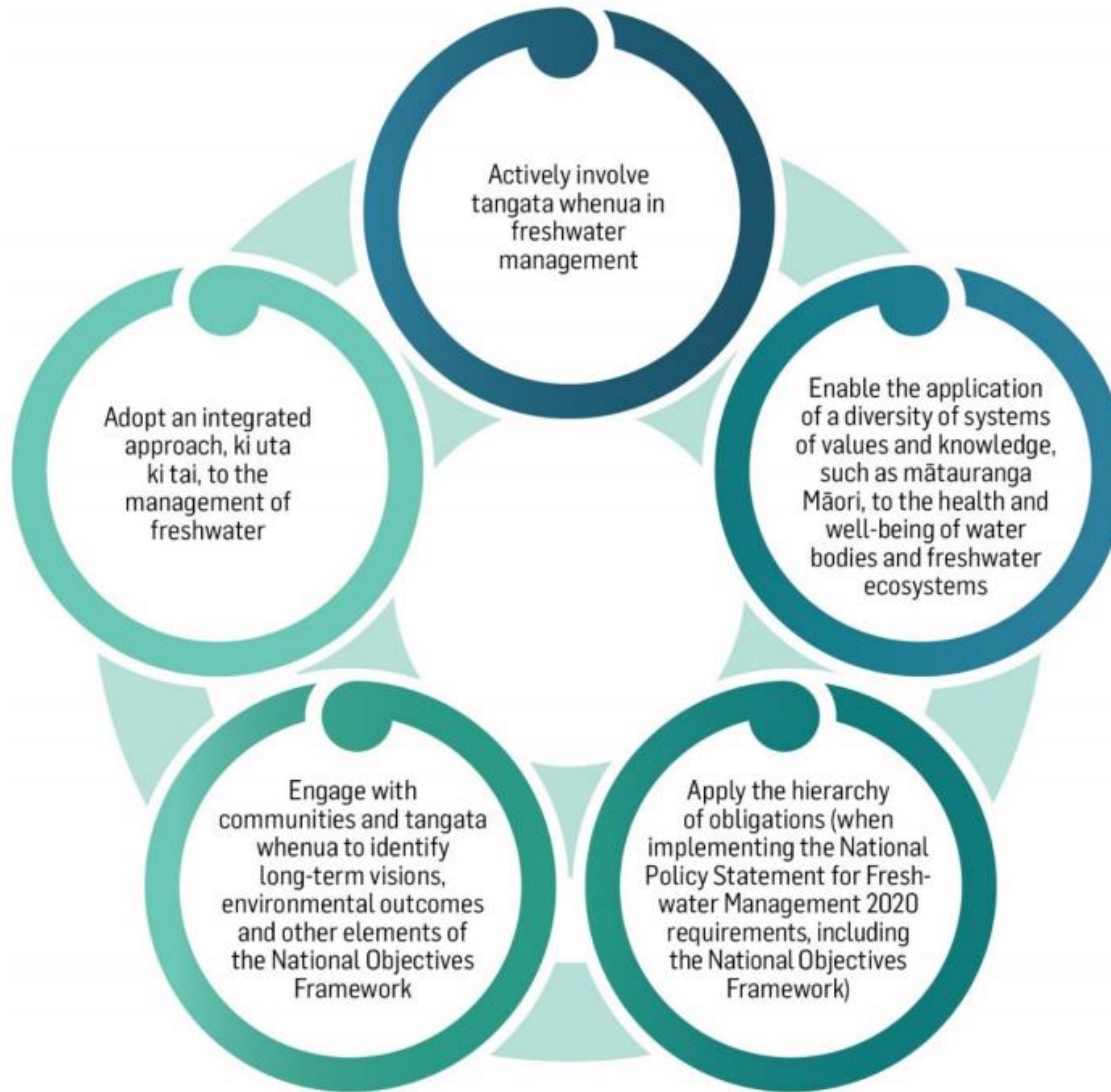 Actively involve
tangata whenua in
freshwater
management
Enable the application
of a diversity of systems
of values and knowledge,
such as mātauranga
Māori, to the health and
well-being of water
bodies and freshwater
ecosystems
Apply the hierarchy
of obligations (when
implementing the National
Policy Statement for Fresh-
water Management 2020
requirements, including
the National Objectives
Framework)
Engage with
communities and tangata
whenua to identify
long-term visions,
environmental outcomes
and other elements of
the National Objectives
Framework
Adopt an integrated
approach, ki uta
ki tai, to the
management of
freshwater